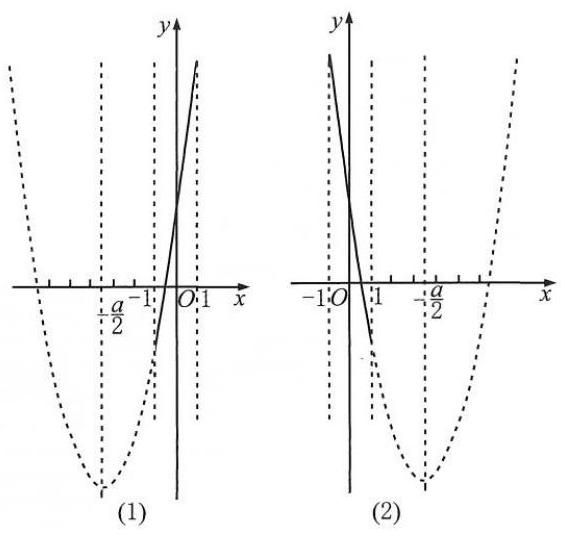 y
-1 O 1 x
-a/2
(1)
y
-1 O 1 x
-a/2
(2)